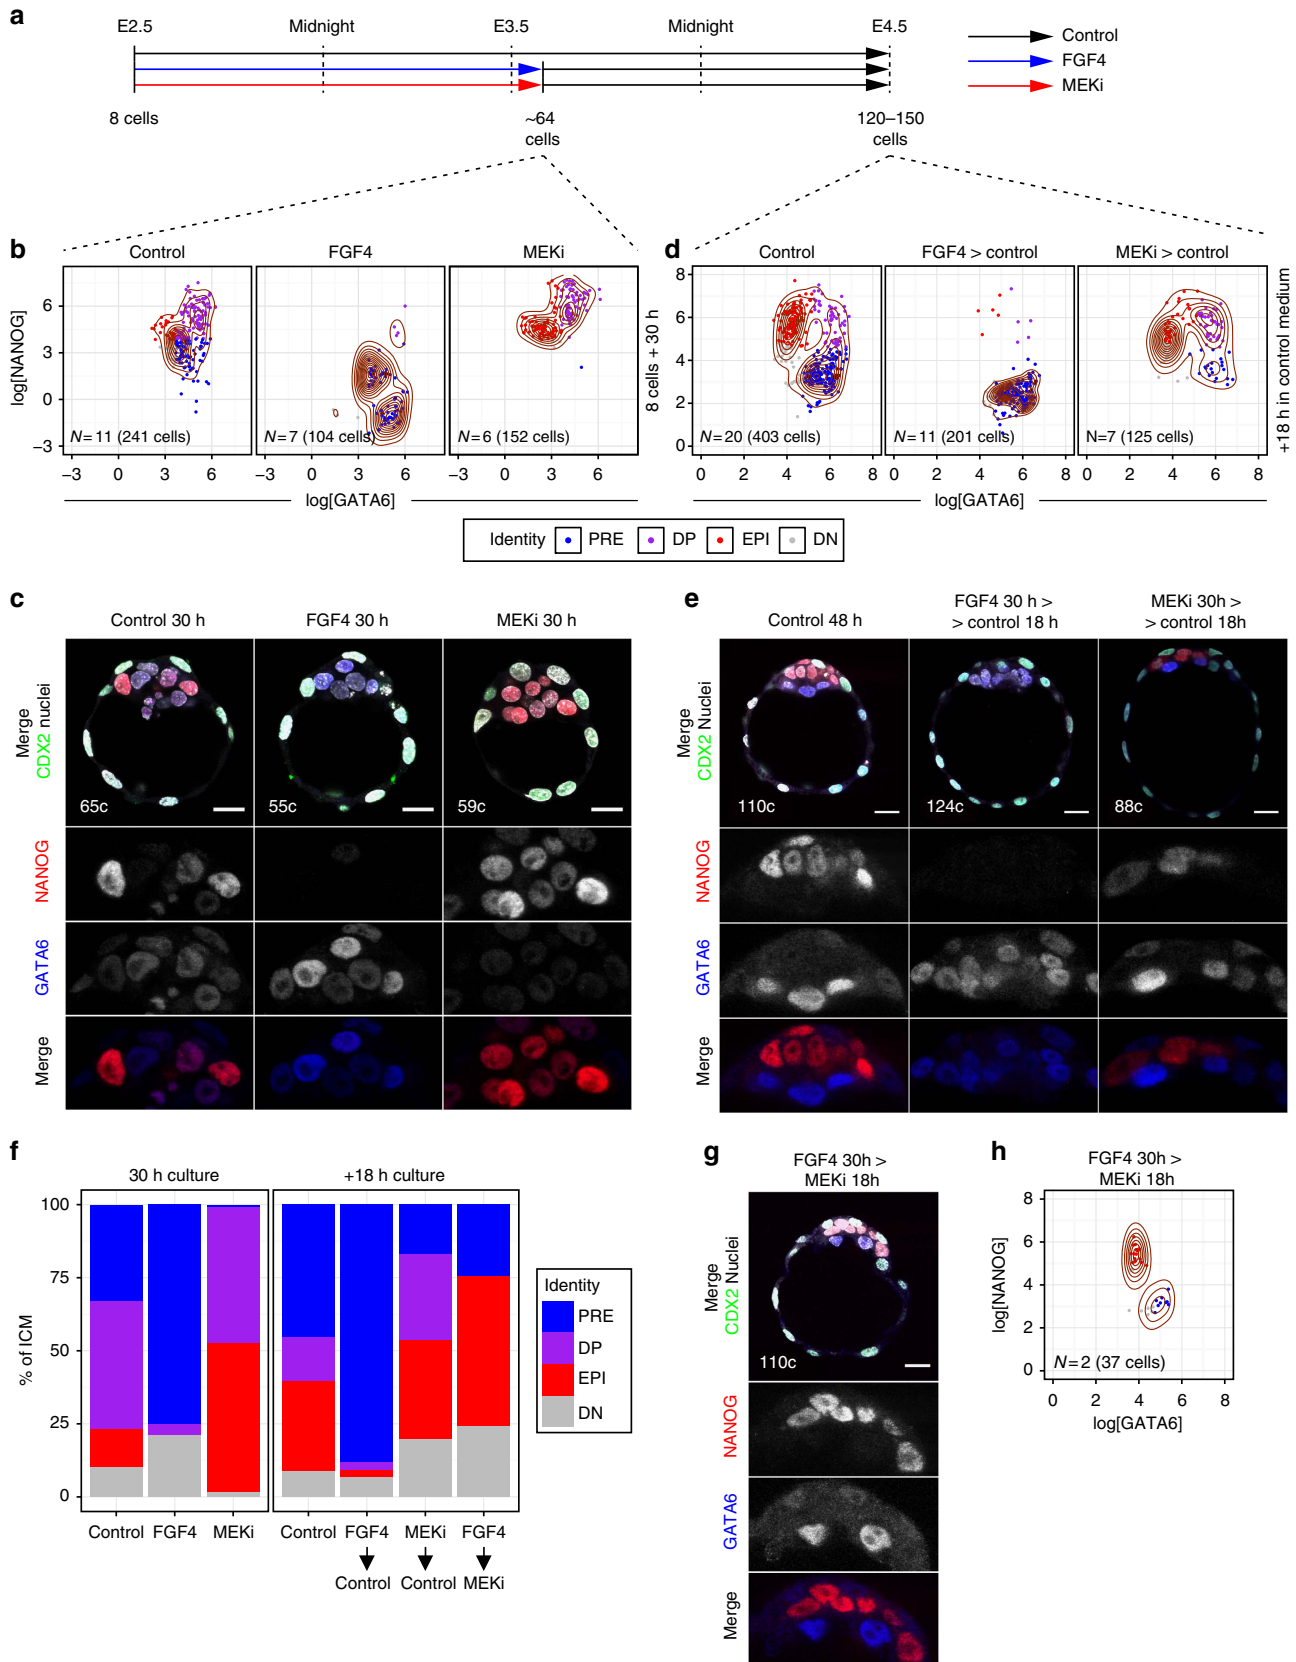 a
E2.5
Midnight
E3.5
Midnight
E4.5
Control
FGF4
MEKi
8 cells
~64
cells
120–150
cells
b
Control
FGF4
MEKi
log[NANOG]
6
3
0
−3
N= 11 (241 cells)
N= 7 (104 cells)
N= 6 (152 cells)
−3 0 3 6
−3 0 3 6
−3 0 3 6
log[GATA6]
d
Control
FGF4 > control
MEKi > control
8 cells + 30 h
8
6
4
2
0
N= 20 (403 cells)
N= 11 (201 cells)
N=7 (125 cells)
+18 h in control medium
0 2 4 6 8
0 2 4 6 8
0 2 4 6 8
log[GATA6]
Identity PRE DP EPI DN
c
Control 30 h
FGF4 30 h
MEKi 30 h
Merge
CDX2 nuclei
65c
55c
59c
NANOG
GATA6
Merge
e
Control 48 h
FGF4 30 h >
> control 18 h
MEKi 30h >
> control 18h
Merge
CDX2 Nuclei
110c
124c
88c
NANOG
GATA6
Merge
f
30 h culture
+18 h culture
% of ICM
100
75
50
25
0
Control FGF4 MEKi
Control FGF4 MEKi FGF4
Control Control MEKi
Identity
PRE
DP
EPI
DN
g
FGF4 30h >
MEKi 18h
Merge
CDX2 Nuclei
110c
NANOG
GATA6
Merge
h
FGF4 30h >
MEKi 18h
log[NANOG]
8
6
4
2
0
N= 2 (37 cells)
0 2 4 6 8
log[GATA6]